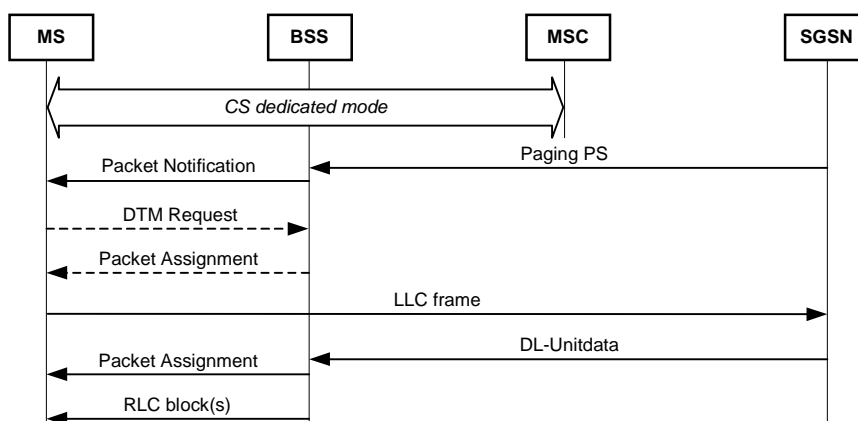 MS BSS MSC SGSN
CS dedicated mode
Paging PS
Packet Notification
DTM Request
Packet Assignment
LLC frame
DL-Unitdata
Packet Assignment
RLC block(s)